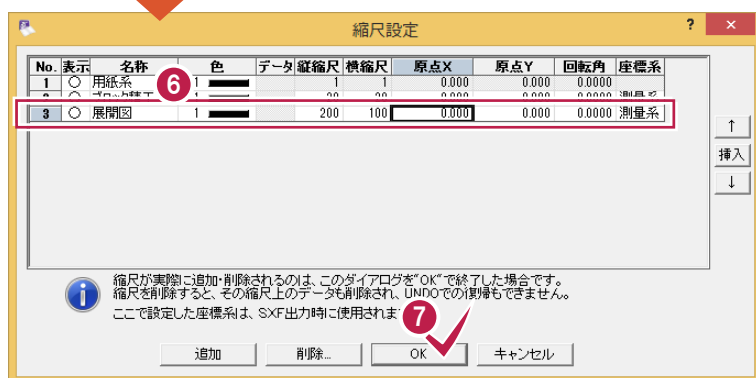 縮尺設定 ? ×
No. 表示 名称 色 データ 縦縮尺 横縮尺 原点X 原点Y 回転角 座標系
1 ○ 用紙系 1 1 1 0.000 0.000 0.0000
3 ○ 展開図 1 200 100 0.000 0.000 0.0000 測量系
6
↑
挿入
↓
縮尺が実際に追加・削除されるのは、このダイアログを"OK"で終了した場合です。
縮尺を削除すると、その縮尺上のデータも削除され、UNDOでの復帰もできません。
ここで設定した座標系は、SXF出力時に使用されま
7
追加 削除... OK キャンセル